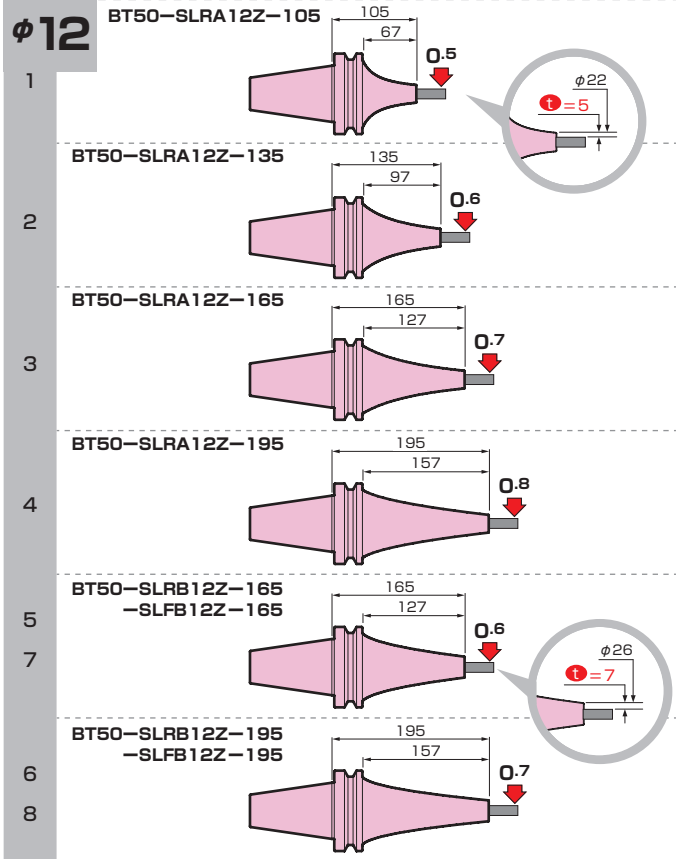 φ12
BT50−SLRA12Z−105
105
67
0.5
φ22
t=5
1
BT50−SLRA12Z−135
135
97
0.6
2
BT50−SLRA12Z−165
165
127
0.7
3
BT50−SLRA12Z−195
195
157
0.8
4
BT50−SLRB12Z−165
−SLFB12Z−165
165
127
0.6
φ26
t=7
5
7
BT50−SLRB12Z−195
−SLFB12Z−195
195
157
0.7
6
8